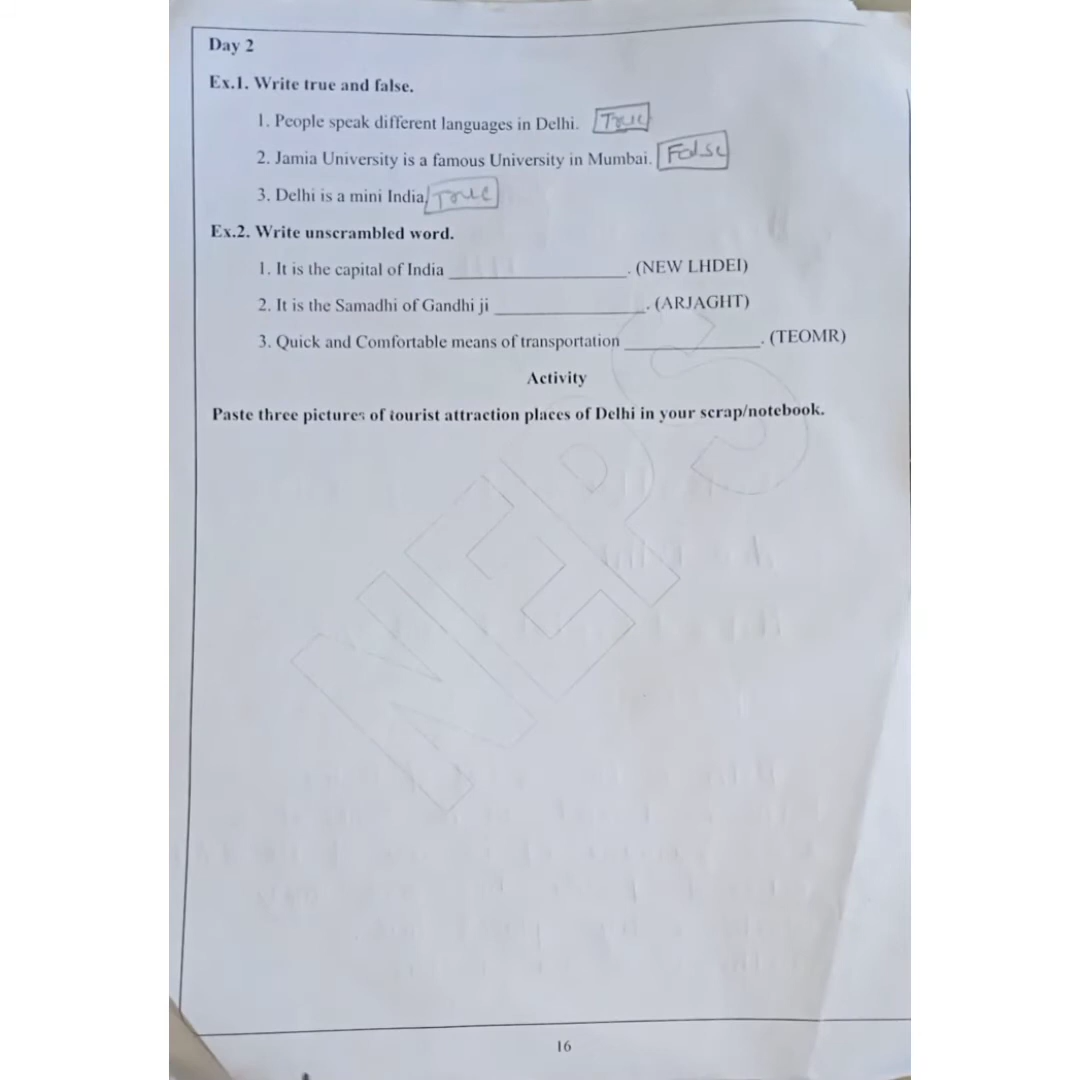 Day 2
Ex.1. Write true and false.
1. People speak different languages in Delhi. True
2. Jamia University is a famous University in Mumbai. False
3. Delhi is a mini India. True
Ex.2. Write unscrambled word.
1. It is the capital of India ____________________. (NEW LHDEI)
2. It is the Samadhi of Gandhi ji _________________. (ARJAGHT)
3. Quick and Comfortable means of transportation _______________. (TEOMR)
Activity
Paste three pictures of tourist attraction places of Delhi in your scrap/notebook.
NEPS
16